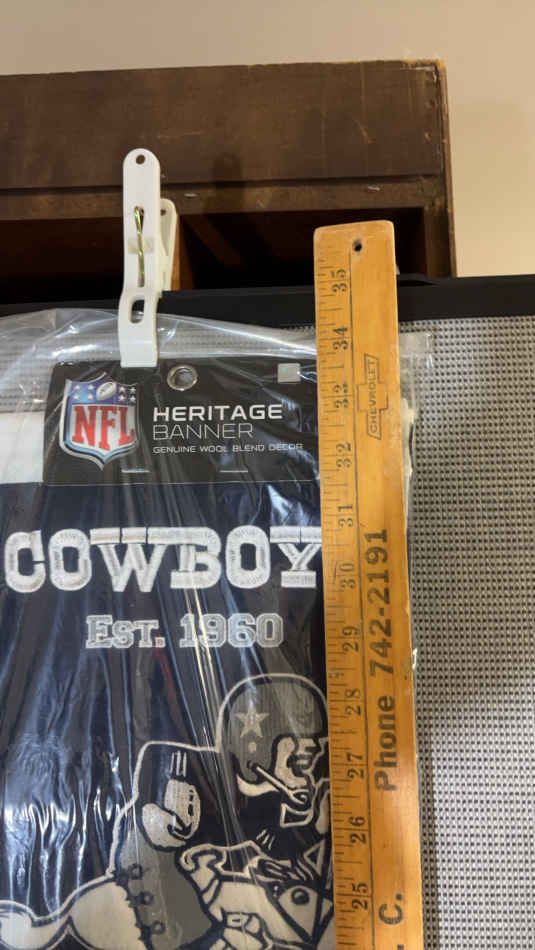 NFL
HERITAGE
BANNER
GENUINE WOOL BLEND DECOR
COWBOY
EST. 1960
35
34
33
32
31
30
29
28
27
26
25
CHEVROLET
Phone 742-2191
C.